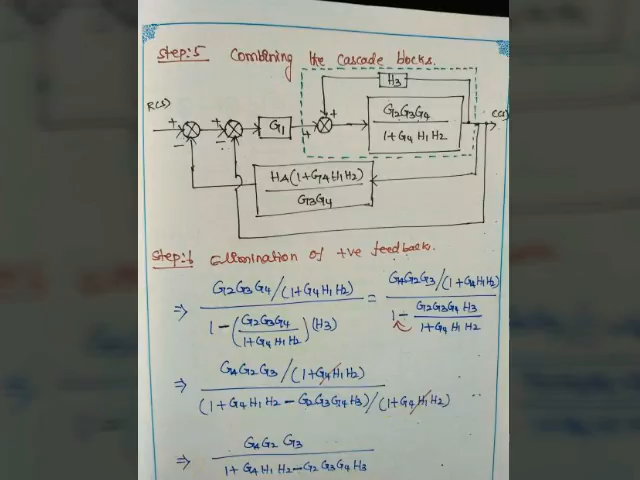 Step:5 Combining the cascade blocks.
H3
R(s) + − + − G1 + + G2G3G4/(1+G4H1H2) C(s)
H4(1+G4H1H2)/G3G4
Step:6 Elimination of +ve feedback.
⇒ G2G3G4/(1+G4H1H2) / 1−(G2G3G4/1+G4H1H2)(H3) = G4G2G3/(1+G4H1H2) / 1−G2G3G4H3/1+G4H1H2
⇒ G4G2G3/(1+G4H1H2) / (1+G4H1H2−G2G3G4H3)/(1+G4H1H2)
⇒ G4G2G3 / 1+G4H1H2−G2G3G4H3